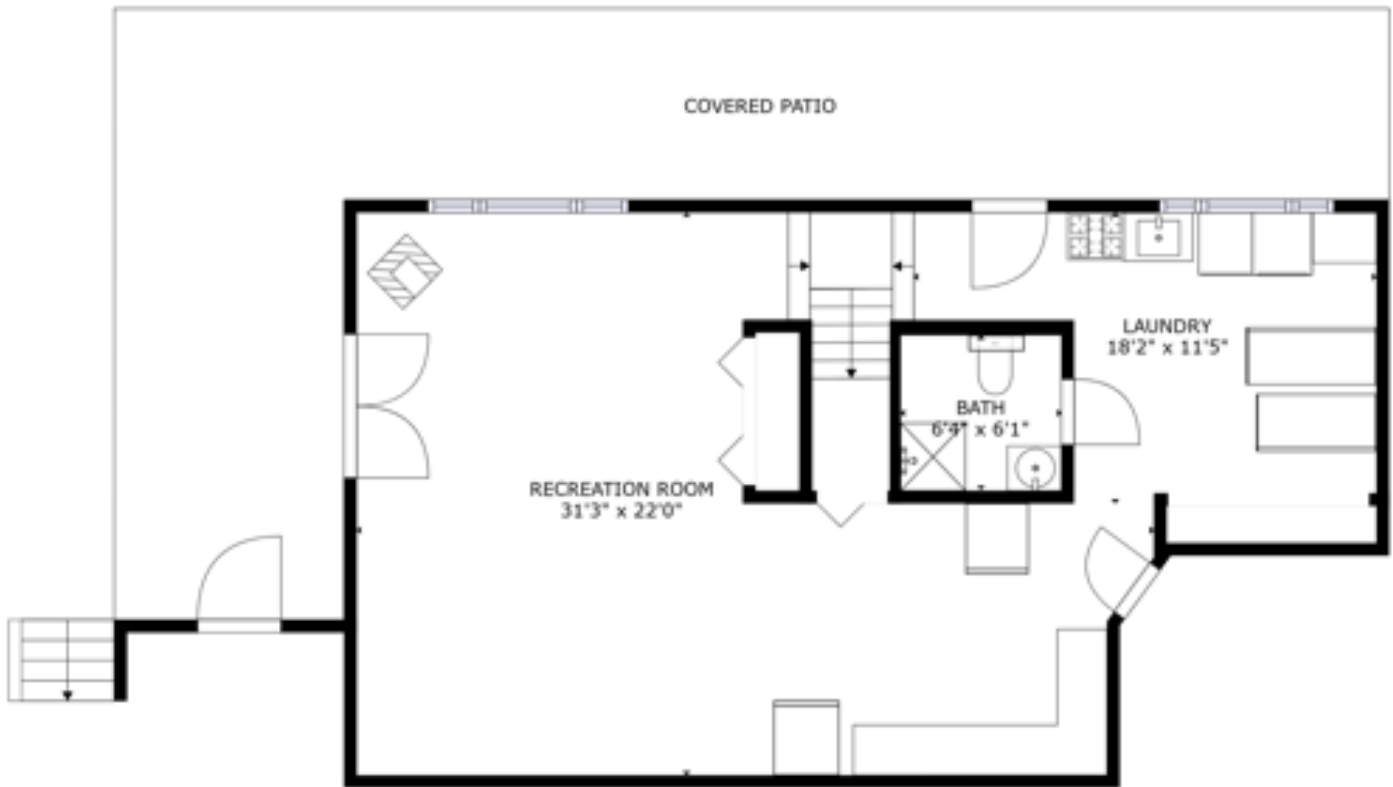 COVERED PATIO
LAUNDRY
18'2" x 11'5"
BATH
6'4" x 6'1"
RECREATION ROOM
31'3" x 22'0"